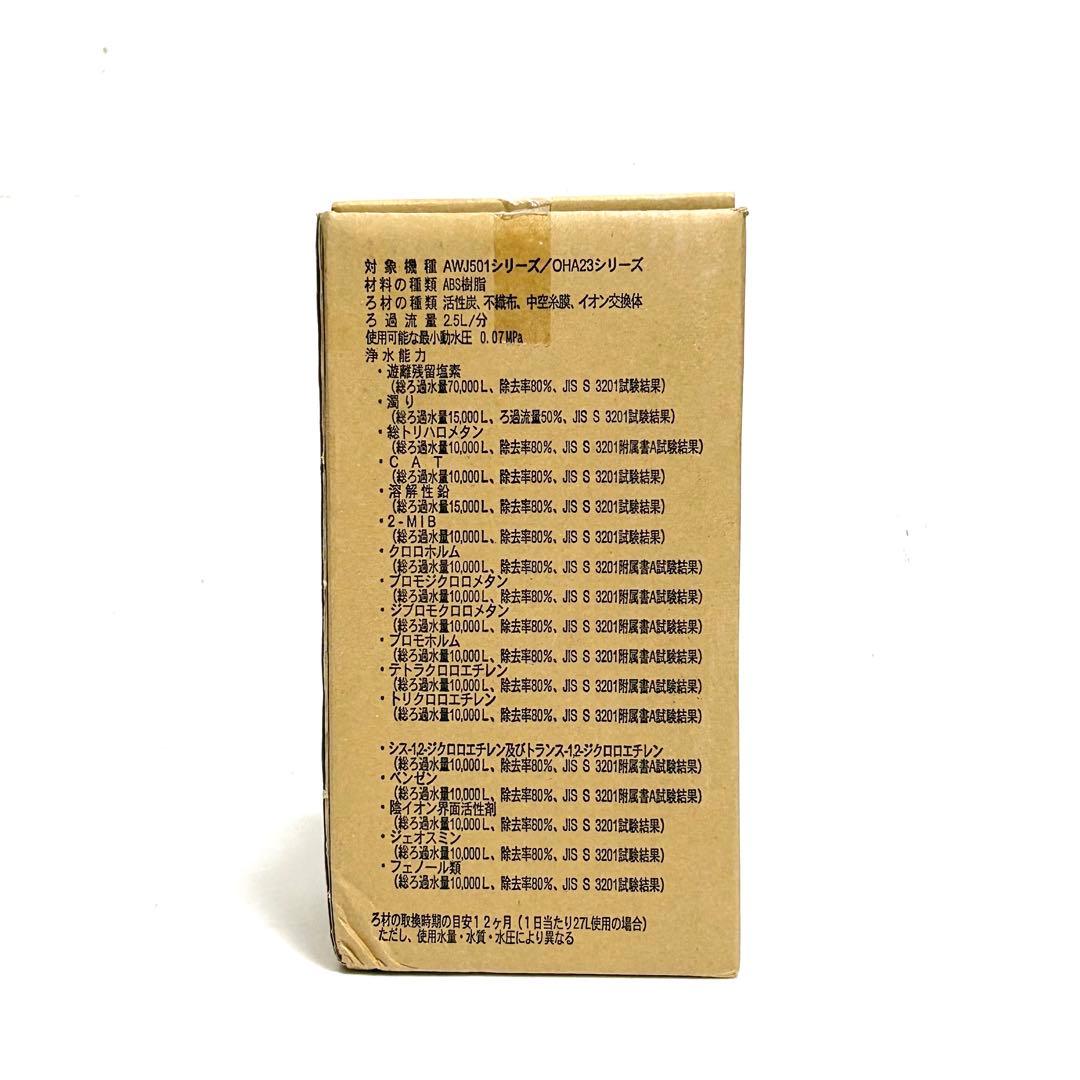 対象機種 AWJ501シリーズ/OHA23シリーズ
材料の種類 ABS樹脂
ろ材の種類 活性炭、不織布、中空糸膜、イオン交換体
ろ過流量 2.5L/分
使用可能な最小動水圧 0.07MPa
浄水能力
・遊離残留塩素
(総ろ過水量70,000L、除去率80%、JIS S 3201試験結果)
・濁り
(総ろ過水量15,000L、ろ過流量50%、JIS S 3201試験結果)
・総トリハロメタン
(総ろ過水量10,000L、除去率80%、JIS S 3201附属書A試験結果)
・CAT
(総ろ過水量10,000L、除去率80%、JIS S 3201試験結果)
・溶解性鉛
(総ろ過水量15,000L、除去率80%、JIS S 3201試験結果)
・2-MIB
(総ろ過水量10,000L、除去率80%、JIS S 3201試験結果)
・クロロホルム
(総ろ過水量10,000L、除去率80%、JIS S 3201附属書A試験結果)
・ブロモジクロロメタン
(総ろ過水量10,000L、除去率80%、JIS S 3201附属書A試験結果)
・ジブロモクロロメタン
(総ろ過水量10,000L、除去率80%、JIS S 3201附属書A試験結果)
・ブロモホルム
(総ろ過水量10,000L、除去率80%、JIS S 3201附属書A試験結果)
・テトラクロロエチレン
(総ろ過水量10,000L、除去率80%、JIS S 3201附属書A試験結果)
・トリクロロエチレン
(総ろ過水量10,000L、除去率80%、JIS S 3201附属書A試験結果)
・シス-1,2-ジクロロエチレン及びトランス-1,2-ジクロロエチレン
(総ろ過水量10,000L、除去率80%、JIS S 3201附属書A試験結果)
・ベンゼン
(総ろ過水量10,000L、除去率80%、JIS S 3201附属書A試験結果)
・陰イオン界面活性剤
(総ろ過水量10,000L、除去率60%、JIS S 3201試験結果)
・ジェオスミン
(総ろ過水量10,000L、除去率80%、JIS S 3201試験結果)
・フェノール類
(総ろ過水量10,000L、除去率80%、JIS S 3201試験結果)
ろ材の取換時期の目安12ヶ月(1日当たり27L使用の場合)
ただし、使用水量・水質・水圧により異なる